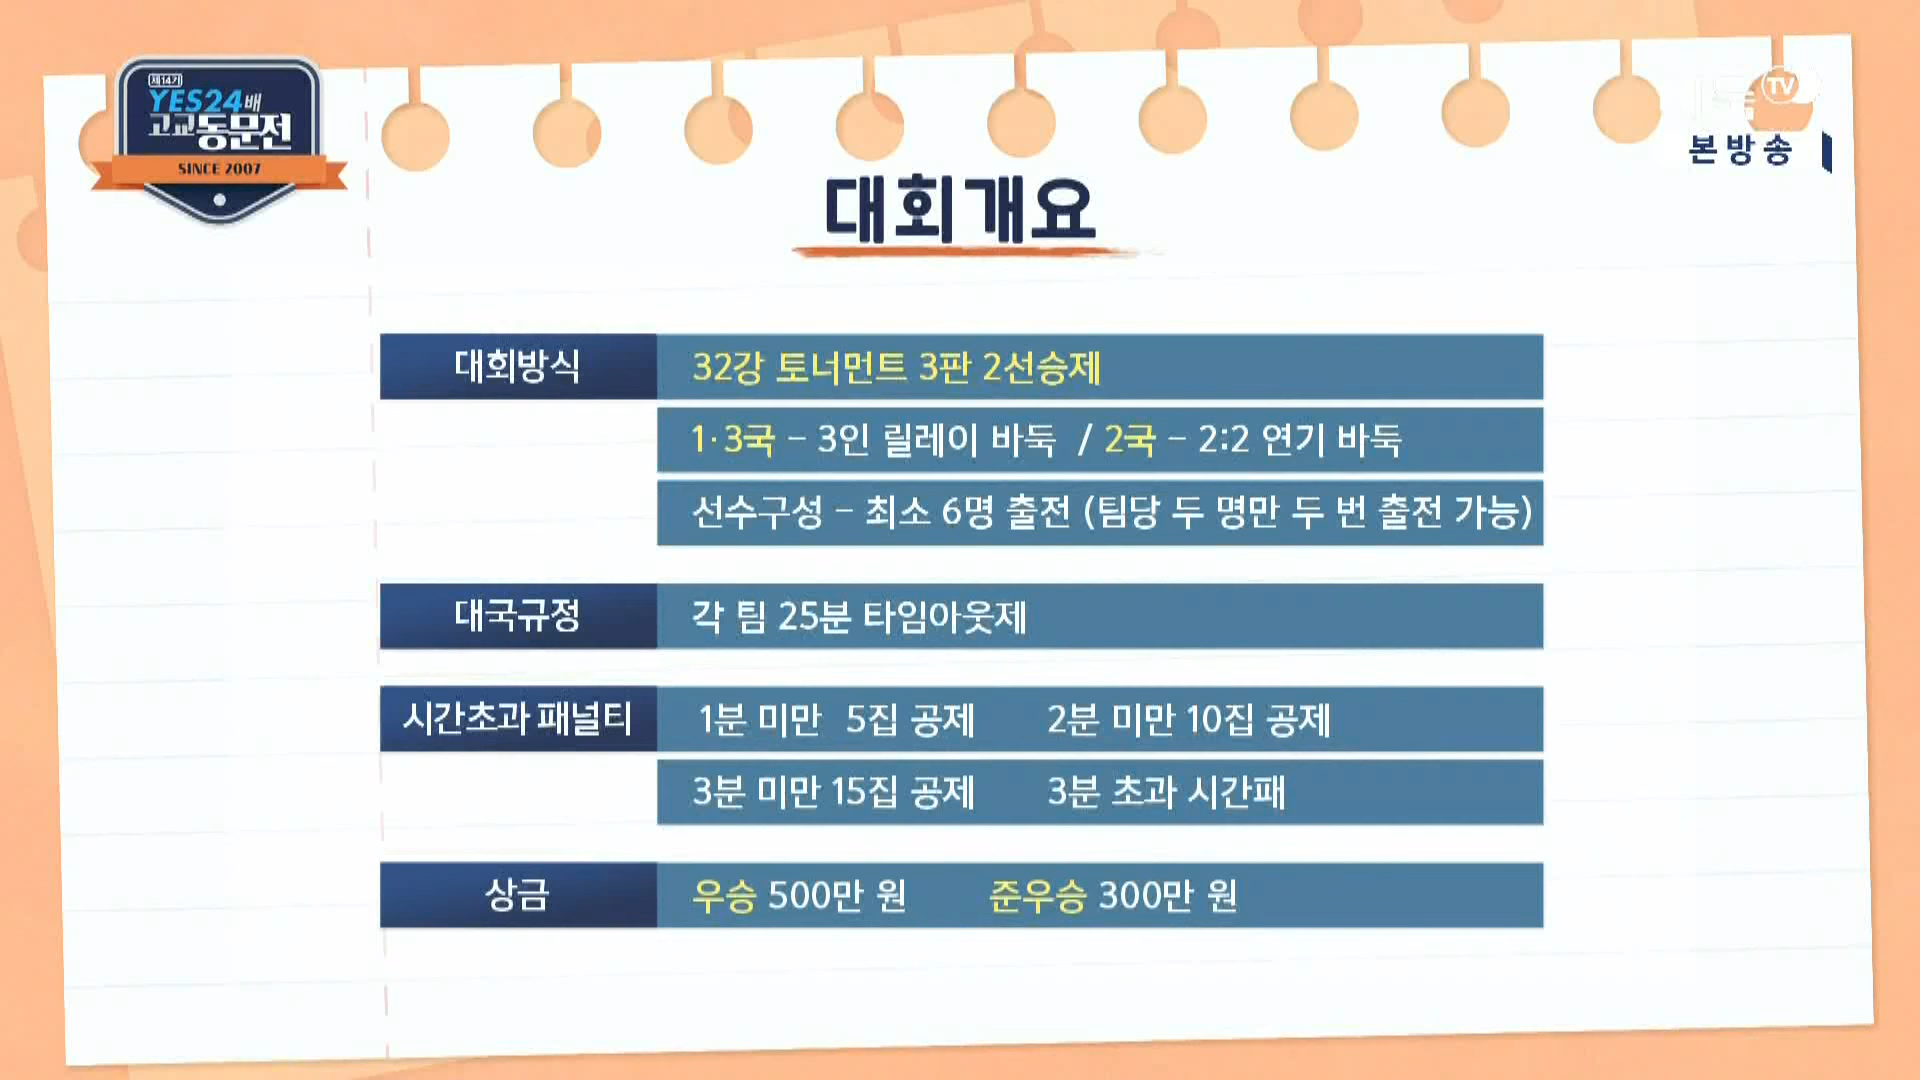 제14기
YES24배
고교동문전
SINCE 2007
TV
본방송
대회개요
대회방식
32강 토너먼트 3판 2선승제
1·3국 - 3인 릴레이 바둑 / 2국 - 2:2 연기 바둑
선수구성 - 최소 6명 출전 (팀당 두 명만 두 번 출전 가능)
대국규정
각 팀 25분 타임아웃제
시간초과 패널티
1분 미만 5집 공제 2분 미만 10집 공제
3분 미만 15집 공제 3분 초과 시간패
상금
우승 500만 원 준우승 300만 원